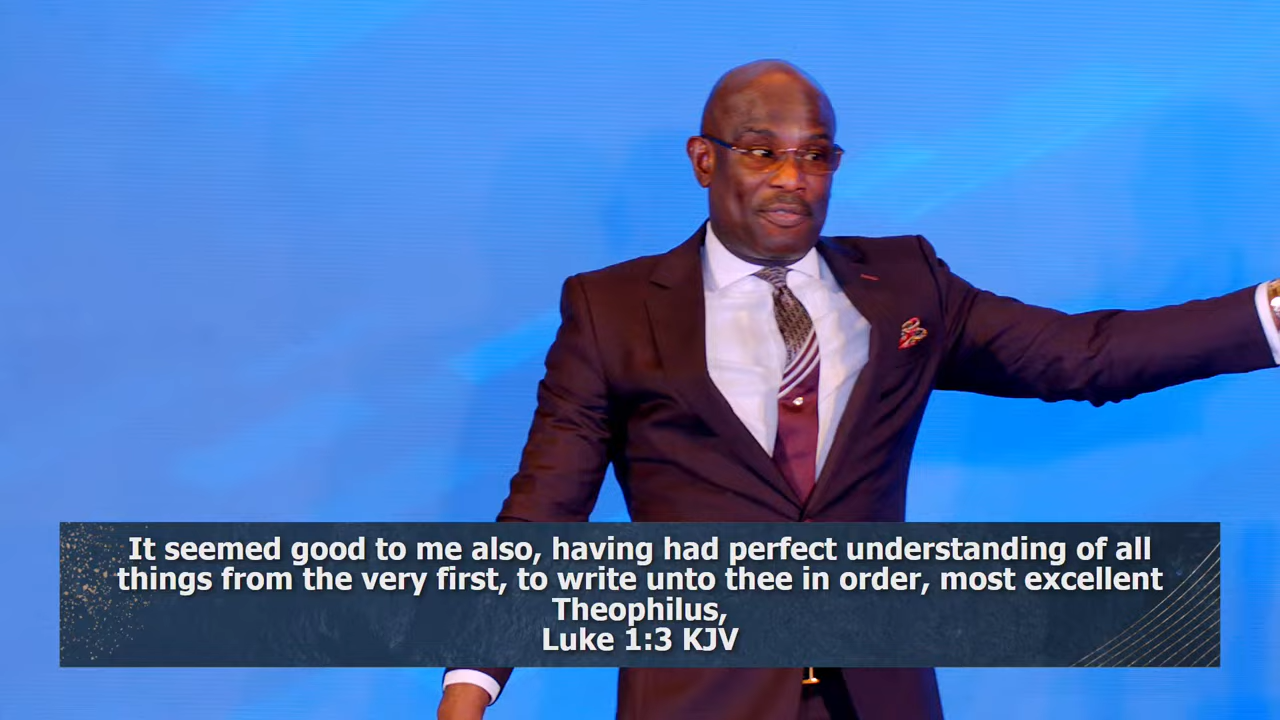 It seemed good to me also, having had perfect understanding of all
things from the very first, to write unto thee in order, most excellent
Theophilus,
Luke 1:3 KJV